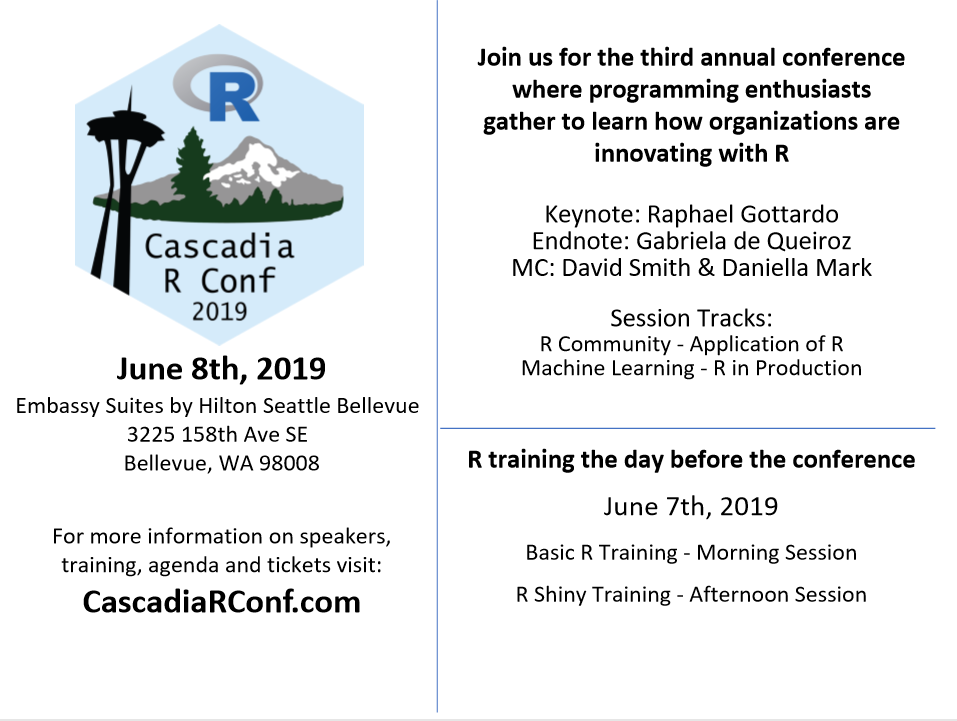 R
Cascadia
R Conf
2019
June 8th, 2019
Embassy Suites by Hilton Seattle Bellevue
3225 158th Ave SE
Bellevue, WA 98008
For more information on speakers,
training, agenda and tickets visit:
CascadiaRConf.com
Join us for the third annual conference
where programming enthusiasts
gather to learn how organizations are
innovating with R
Keynote: Raphael Gottardo
Endnote: Gabriela de Queiroz
MC: David Smith & Daniella Mark
Session Tracks:
R Community - Application of R
Machine Learning - R in Production
R training the day before the conference
June 7th, 2019
Basic R Training - Morning Session
R Shiny Training - Afternoon Session